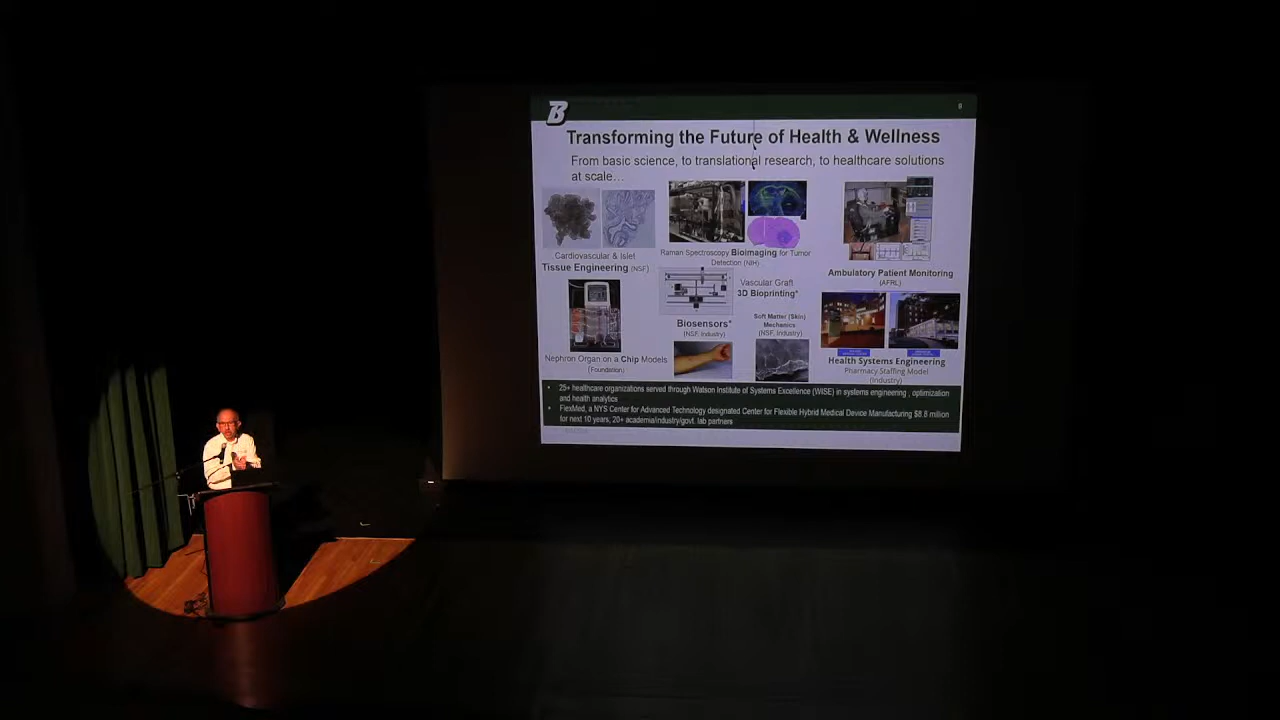 B
8
Transforming the Future of Health & Wellness
From basic science, to translational research, to healthcare solutions
at scale…
Cardiovascular & Islet
Tissue Engineering (NSF)
Raman Spectroscopy Bioimaging for Tumor
Detection (NIH)
Ambulatory Patient Monitoring
(AFRL)
Vascular Graft
3D Bioprinting*
Biosensors*
(NSF, Industry)
Soft Matter (Skin)
Mechanics
(NSF, Industry)
Nephron Organ on a Chip Models
(Foundation)
Health Systems Engineering
Pharmacy Staffing Model
(Industry)
• 25+ healthcare organizations served through Watson Institute of Systems Excellence (WISE) in systems engineering , optimization
and health analytics
• FlexMed, a NYS Center for Advanced Technology designated Center for Flexible Hybrid Medical Device Manufacturing $8.8 million
for next 10 years, 20+ academia/industry/govt. lab partners